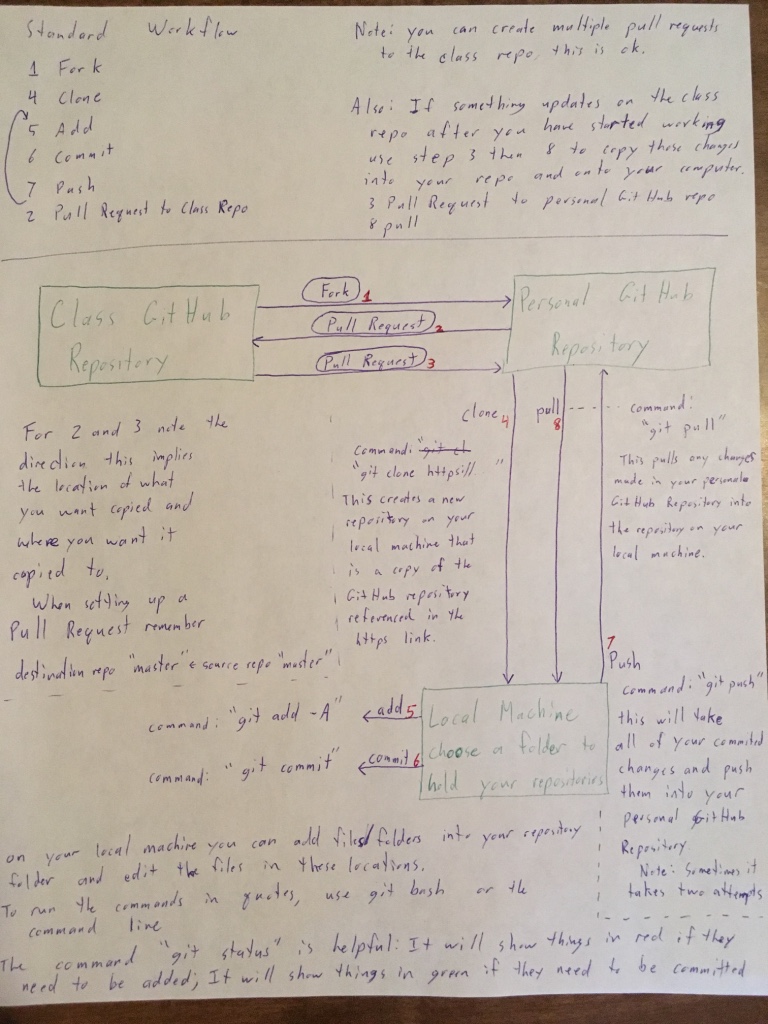 Standard Workflow
1 Fork
4 Clone
5 Add
6 Commit
7 Push
2 Pull Request to Class Repo
Note: you can create multiple pull requests
to the class repo, this is ok.
Also: If something updates on the class
repo after you have started working
use step 3 then 8 to copy those changes
into your repo and onto your computer.
3 Pull Request to personal GitHub repo
8 pull
Class GitHub
Repository
Fork 1
Pull Request 2
Pull Request 3
Personal GitHub
Repository
For 2 and 3 note the
direction this implies
the location of what
you want copied and
where you want it
copied to.
When setting up a
Pull Request remember
destination repo "master" ← source repo "master"
clone 4
command: "git cl
"git clone https:// "
This creates a new
repository on your
local machine that
is a copy of the
GitHub repository
referenced in the
https link.
pull 8
command:
"git pull"
This pulls any changes
made in your personal
GitHub Repository into
the repository on your
local machine.
7
Push
command: "git push"
this will take
all of your commited
changes and push
them into your
personal GitHub
Repository
Note: Sometimes it
takes two attempts
Local Machine
choose a folder to
hold your repositories
add 5
command: "git add -A"
commit 6
command: "git commit"
on your local machine you can add files/folders into your repository
folder and edit the files in these locations.
To run the commands in quotes, use git bash or the
command line
The command "git status" is helpful: It will show things in red if they
need to be added; It will show things in green if they need to be committed